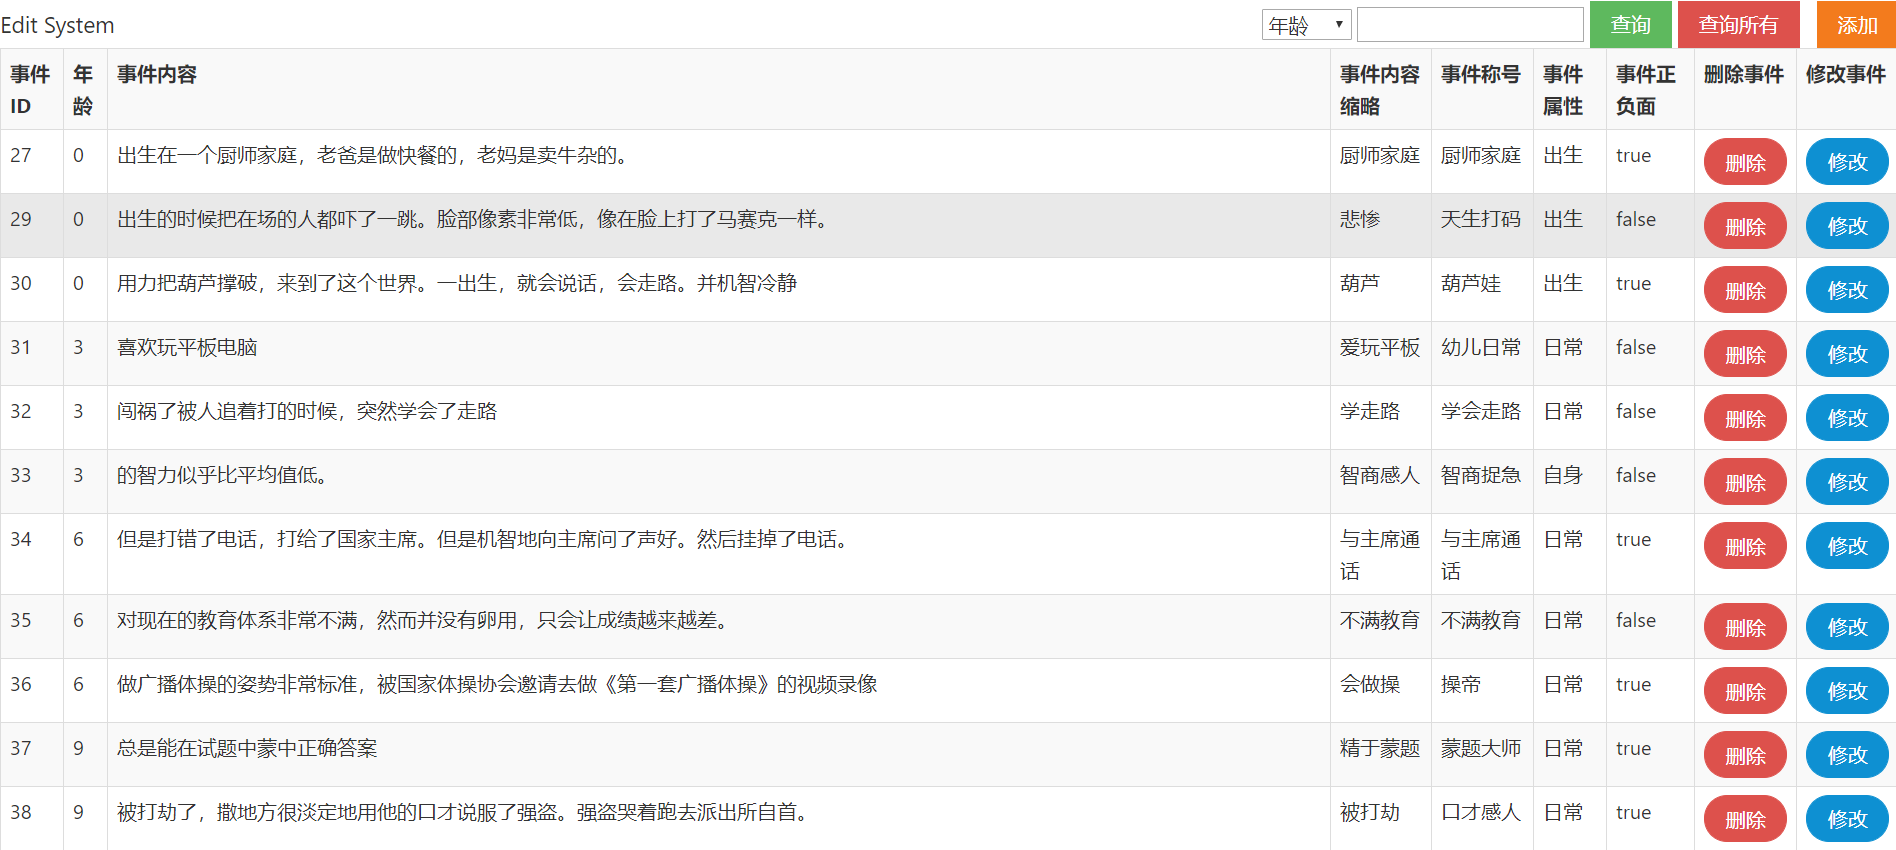 Edit System 年龄 查询 查询所有 添加
事件ID 年龄 事件内容 事件内容缩略 事件称号 事件属性 事件正负面 删除事件 修改事件
27 0 出生在一个厨师家庭，老爸是做快餐的，老妈是卖牛杂的。 厨师家庭 厨师家庭 出生 true 删除 修改
29 0 出生的时候把在场的人都吓了一跳。脸部像素非常低，像在脸上打了马赛克一样。 悲惨 天生打码 出生 false 删除 修改
30 0 用力把葫芦撑破，来到了这个世界。一出生，就会说话，会走路。并机智冷静 葫芦 葫芦娃 出生 true 删除 修改
31 3 喜欢玩平板电脑 爱玩平板 幼儿日常 日常 false 删除 修改
32 3 闯祸了被人追着打的时候，突然学会了走路 学走路 学会走路 日常 false 删除 修改
33 3 的智力似乎比平均值低。 智商感人 智商捉急 自身 false 删除 修改
34 6 但是打错了电话，打给了国家主席。但是机智地向主席问了声好。然后挂掉了电话。 与主席通话 与主席通话 日常 true 删除 修改
35 6 对现在的教育体系非常不满，然而并没有卵用，只会让成绩越来越差。 不满教育 不满教育 日常 false 删除 修改
36 6 做广播体操的姿势非常标准，被国家体操协会邀请去做《第一套广播体操》的视频录像 会做操 操帝 日常 true 删除 修改
37 9 总是能在试题中蒙中正确答案 精于蒙题 蒙题大师 日常 true 删除 修改
38 9 被打劫了，撒地方很淡定地用他的口才说服了强盗。强盗哭着跑去派出所自首。 被打劫 口才感人 日常 true 删除 修改